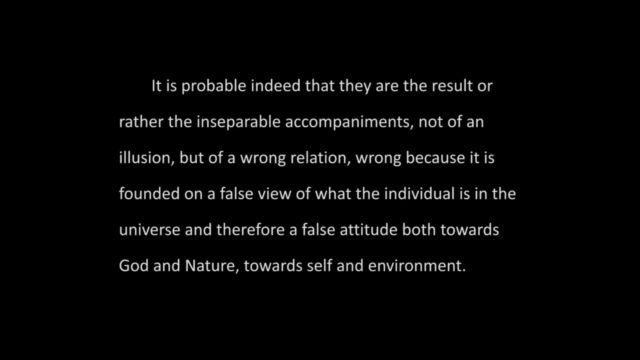 It is probable indeed that they are the result or
rather the inseparable accompaniments, not of an
illusion, but of a wrong relation, wrong because it is
founded on a false view of what the individual is in the
universe and therefore a false attitude both towards
God and Nature, towards self and environment.